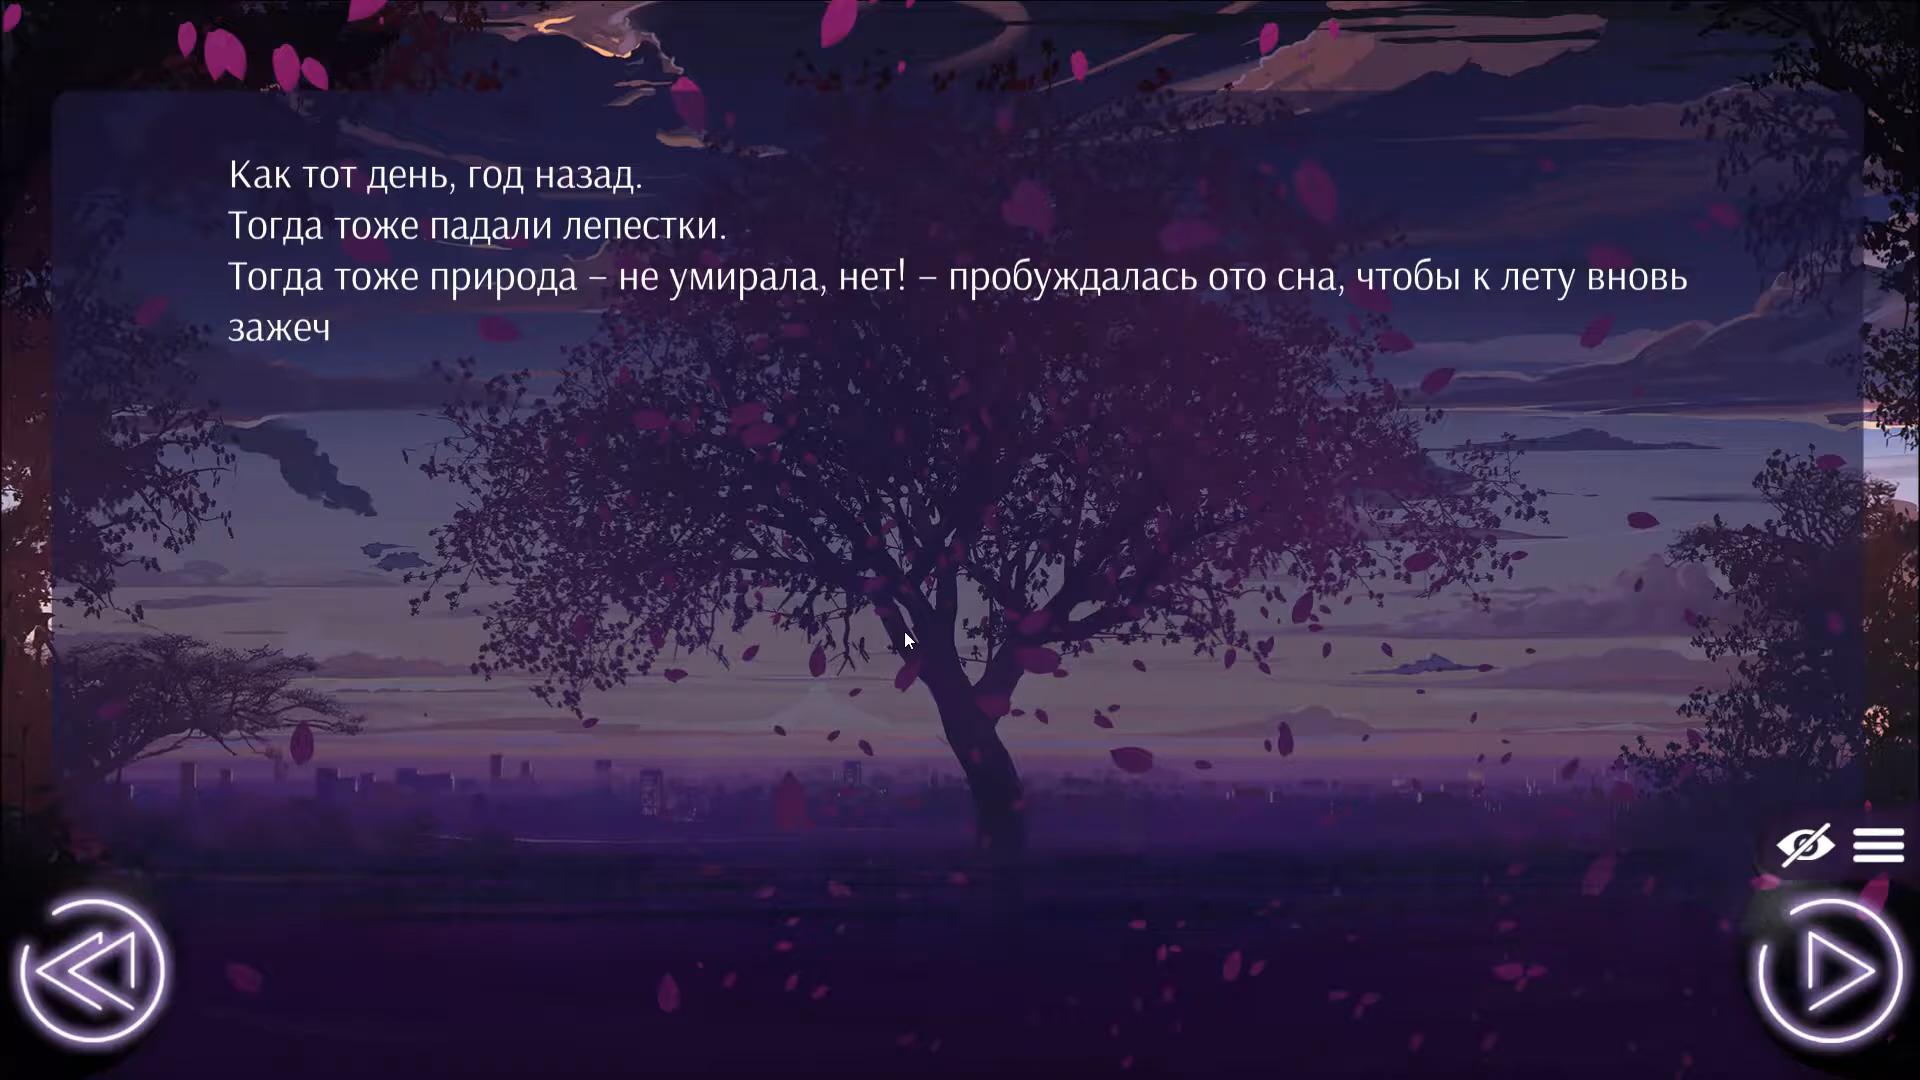 Как тот день, год назад.
Тогда тоже падали лепестки.
Тогда тоже природа – не умирала, нет! – пробуждалась ото сна, чтобы к лету вновь
зажеч